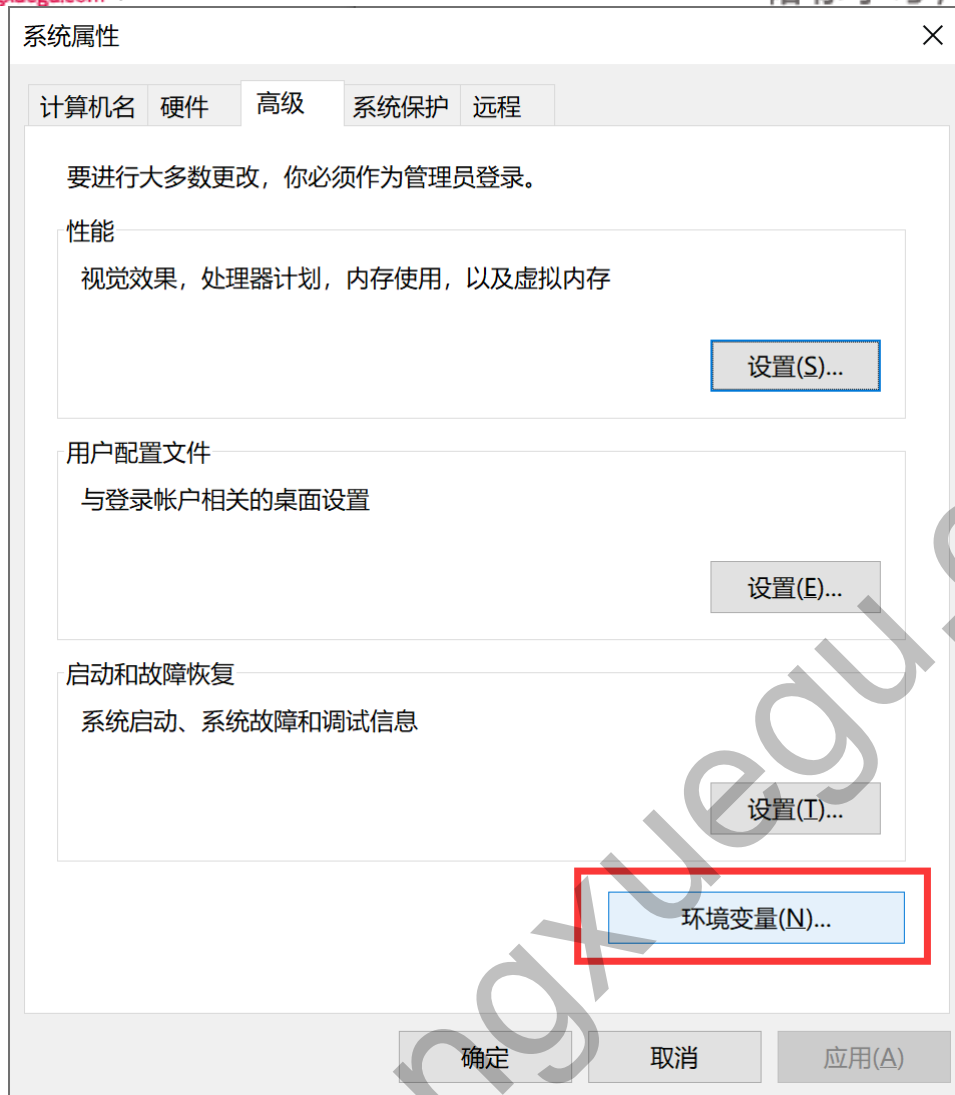 系统属性
计算机名 硬件 高级 系统保护 远程
要进行大多数更改，你必须作为管理员登录。
性能
视觉效果，处理器计划，内存使用，以及虚拟内存
设置(S)...
用户配置文件
与登录帐户相关的桌面设置
设置(E)...
启动和故障恢复
系统启动、系统故障和调试信息
设置(T)...
环境变量(N)...
确定 取消 应用(A)
ngxuegu.